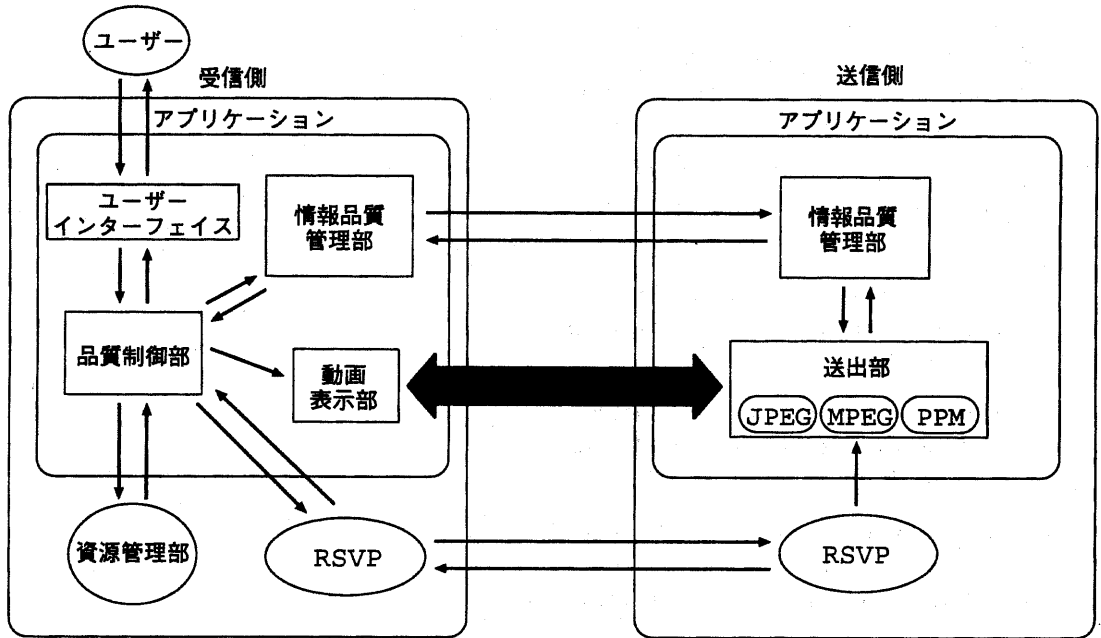 ユーザー
受信側
アプリケーション
ユーザー
インターフェイス
情報品質
管理部
品質制御部
動画
表示部
資源管理部
RSVP
送信側
アプリケーション
情報品質
管理部
送出部
JPEG
MPEG
PPM
RSVP